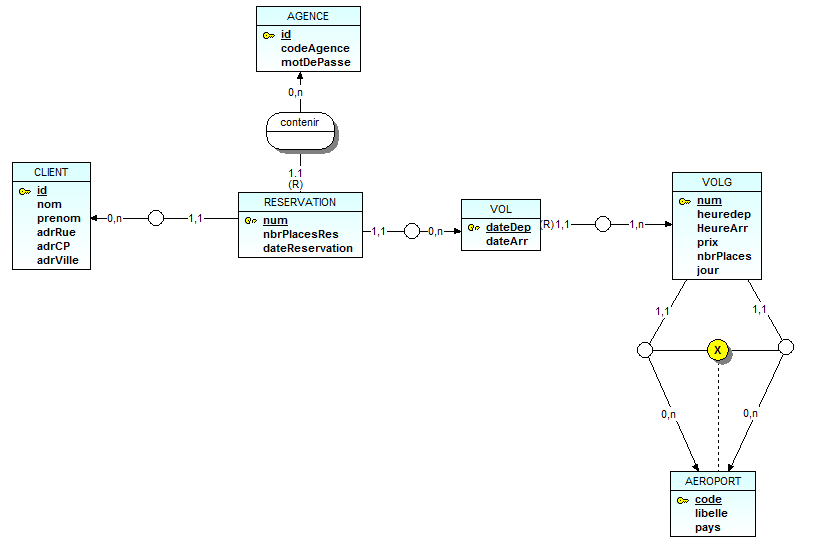 AGENCE
id
codeAgence
motDePasse
0,n
contenir
1,1
(R)
CLIENT
id
nom
prenom
adrRue
adrCP
adrVille
0,n
1,1
RESERVATION
num
nbrPlacesRes
dateReservation
1,1
0,n
VOL
dateDep
dateArr
(R) 1,1
1,n
VOLG
num
heuredep
HeureArr
prix
nbrPlaces
jour
1,1
1,1
X
0,n
0,n
AEROPORT
code
libelle
pays